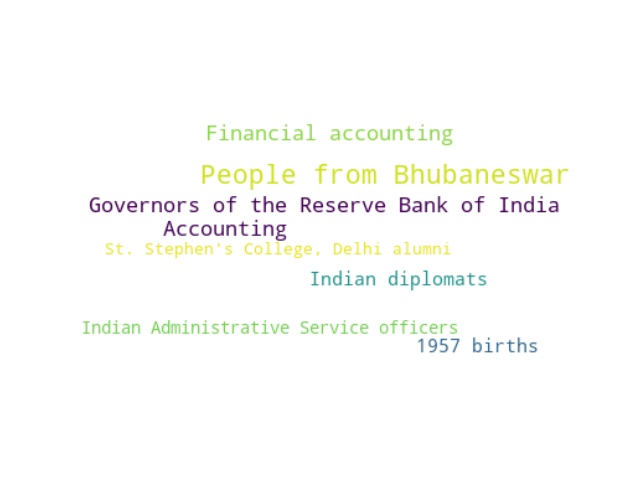 Financial accounting
People from Bhubaneswar
Governors of the Reserve Bank of India
Accounting
St. Stephen's College, Delhi alumni
Indian diplomats
Indian Administrative Service officers
1957 births